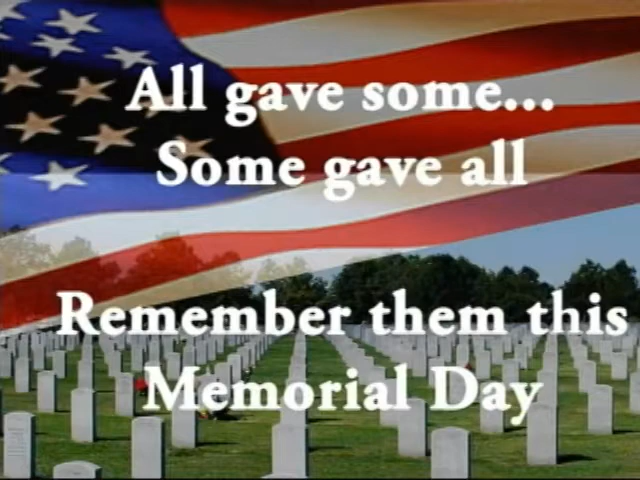 All gave some...
Some gave all
Remember them this
Memorial Day